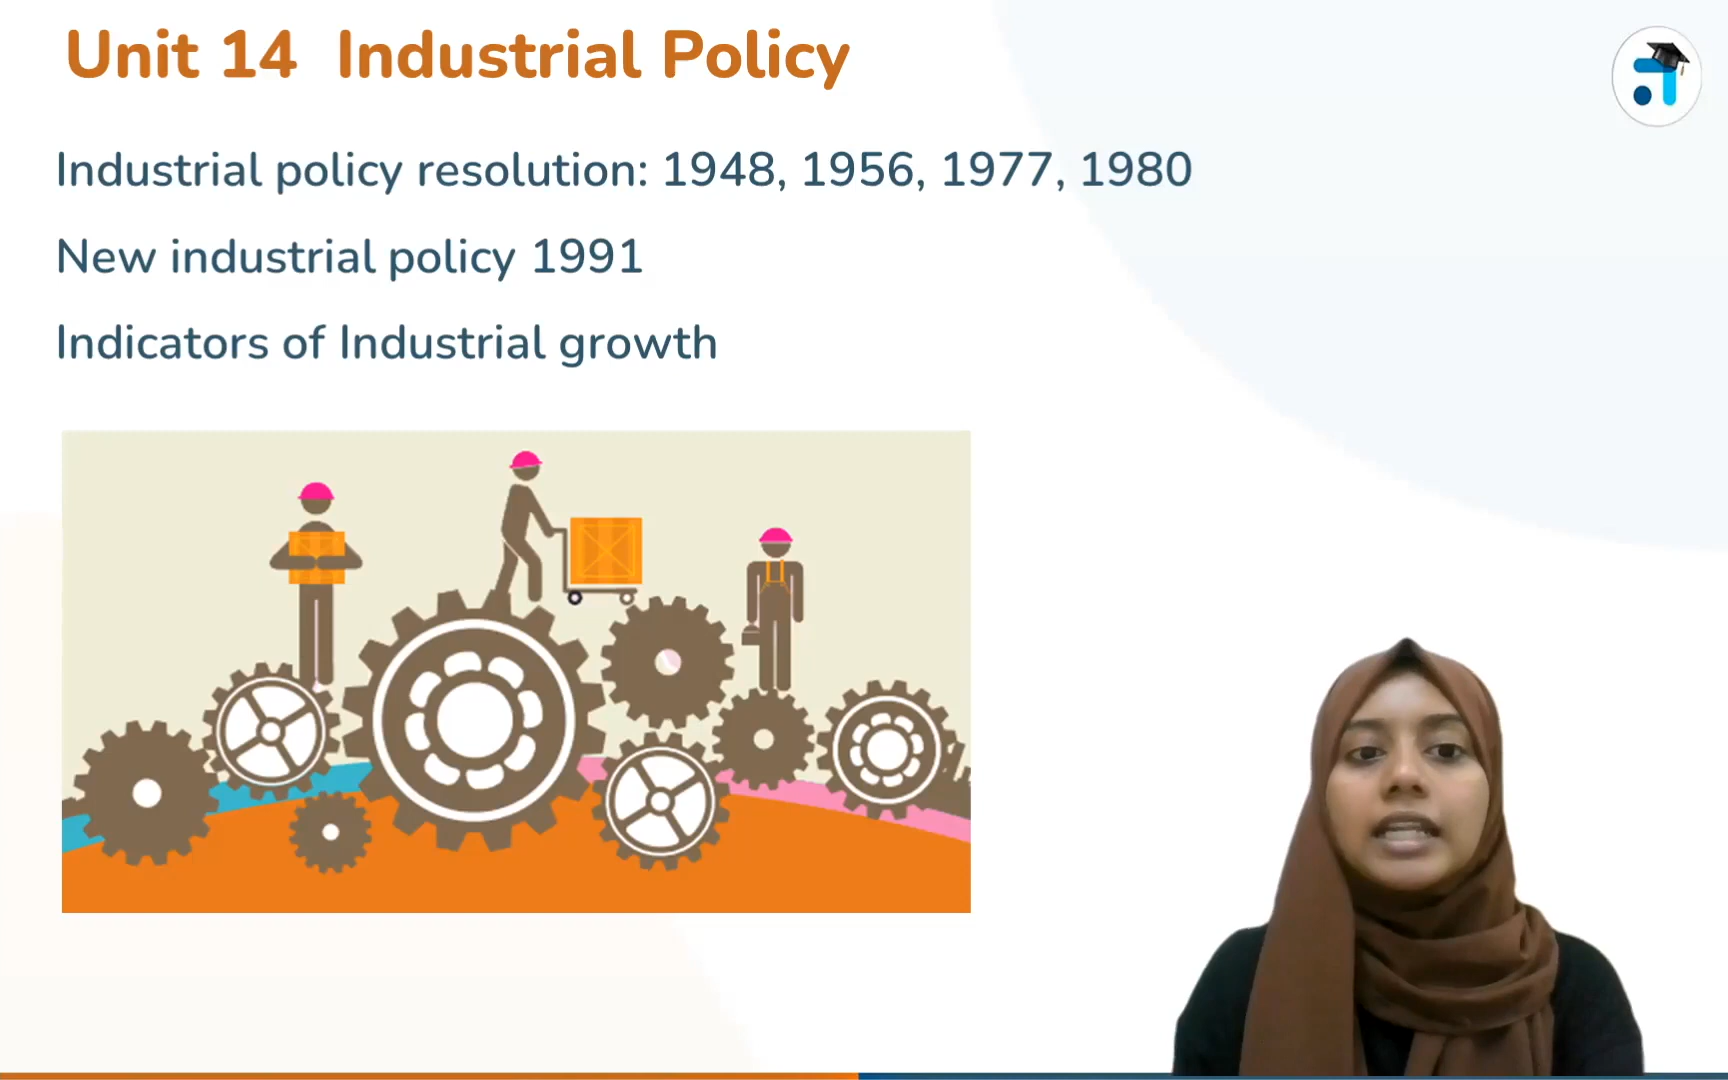 Unit 14 Industrial Policy
Industrial policy resolution: 1948, 1956, 1977, 1980
New industrial policy 1991
Indicators of Industrial growth